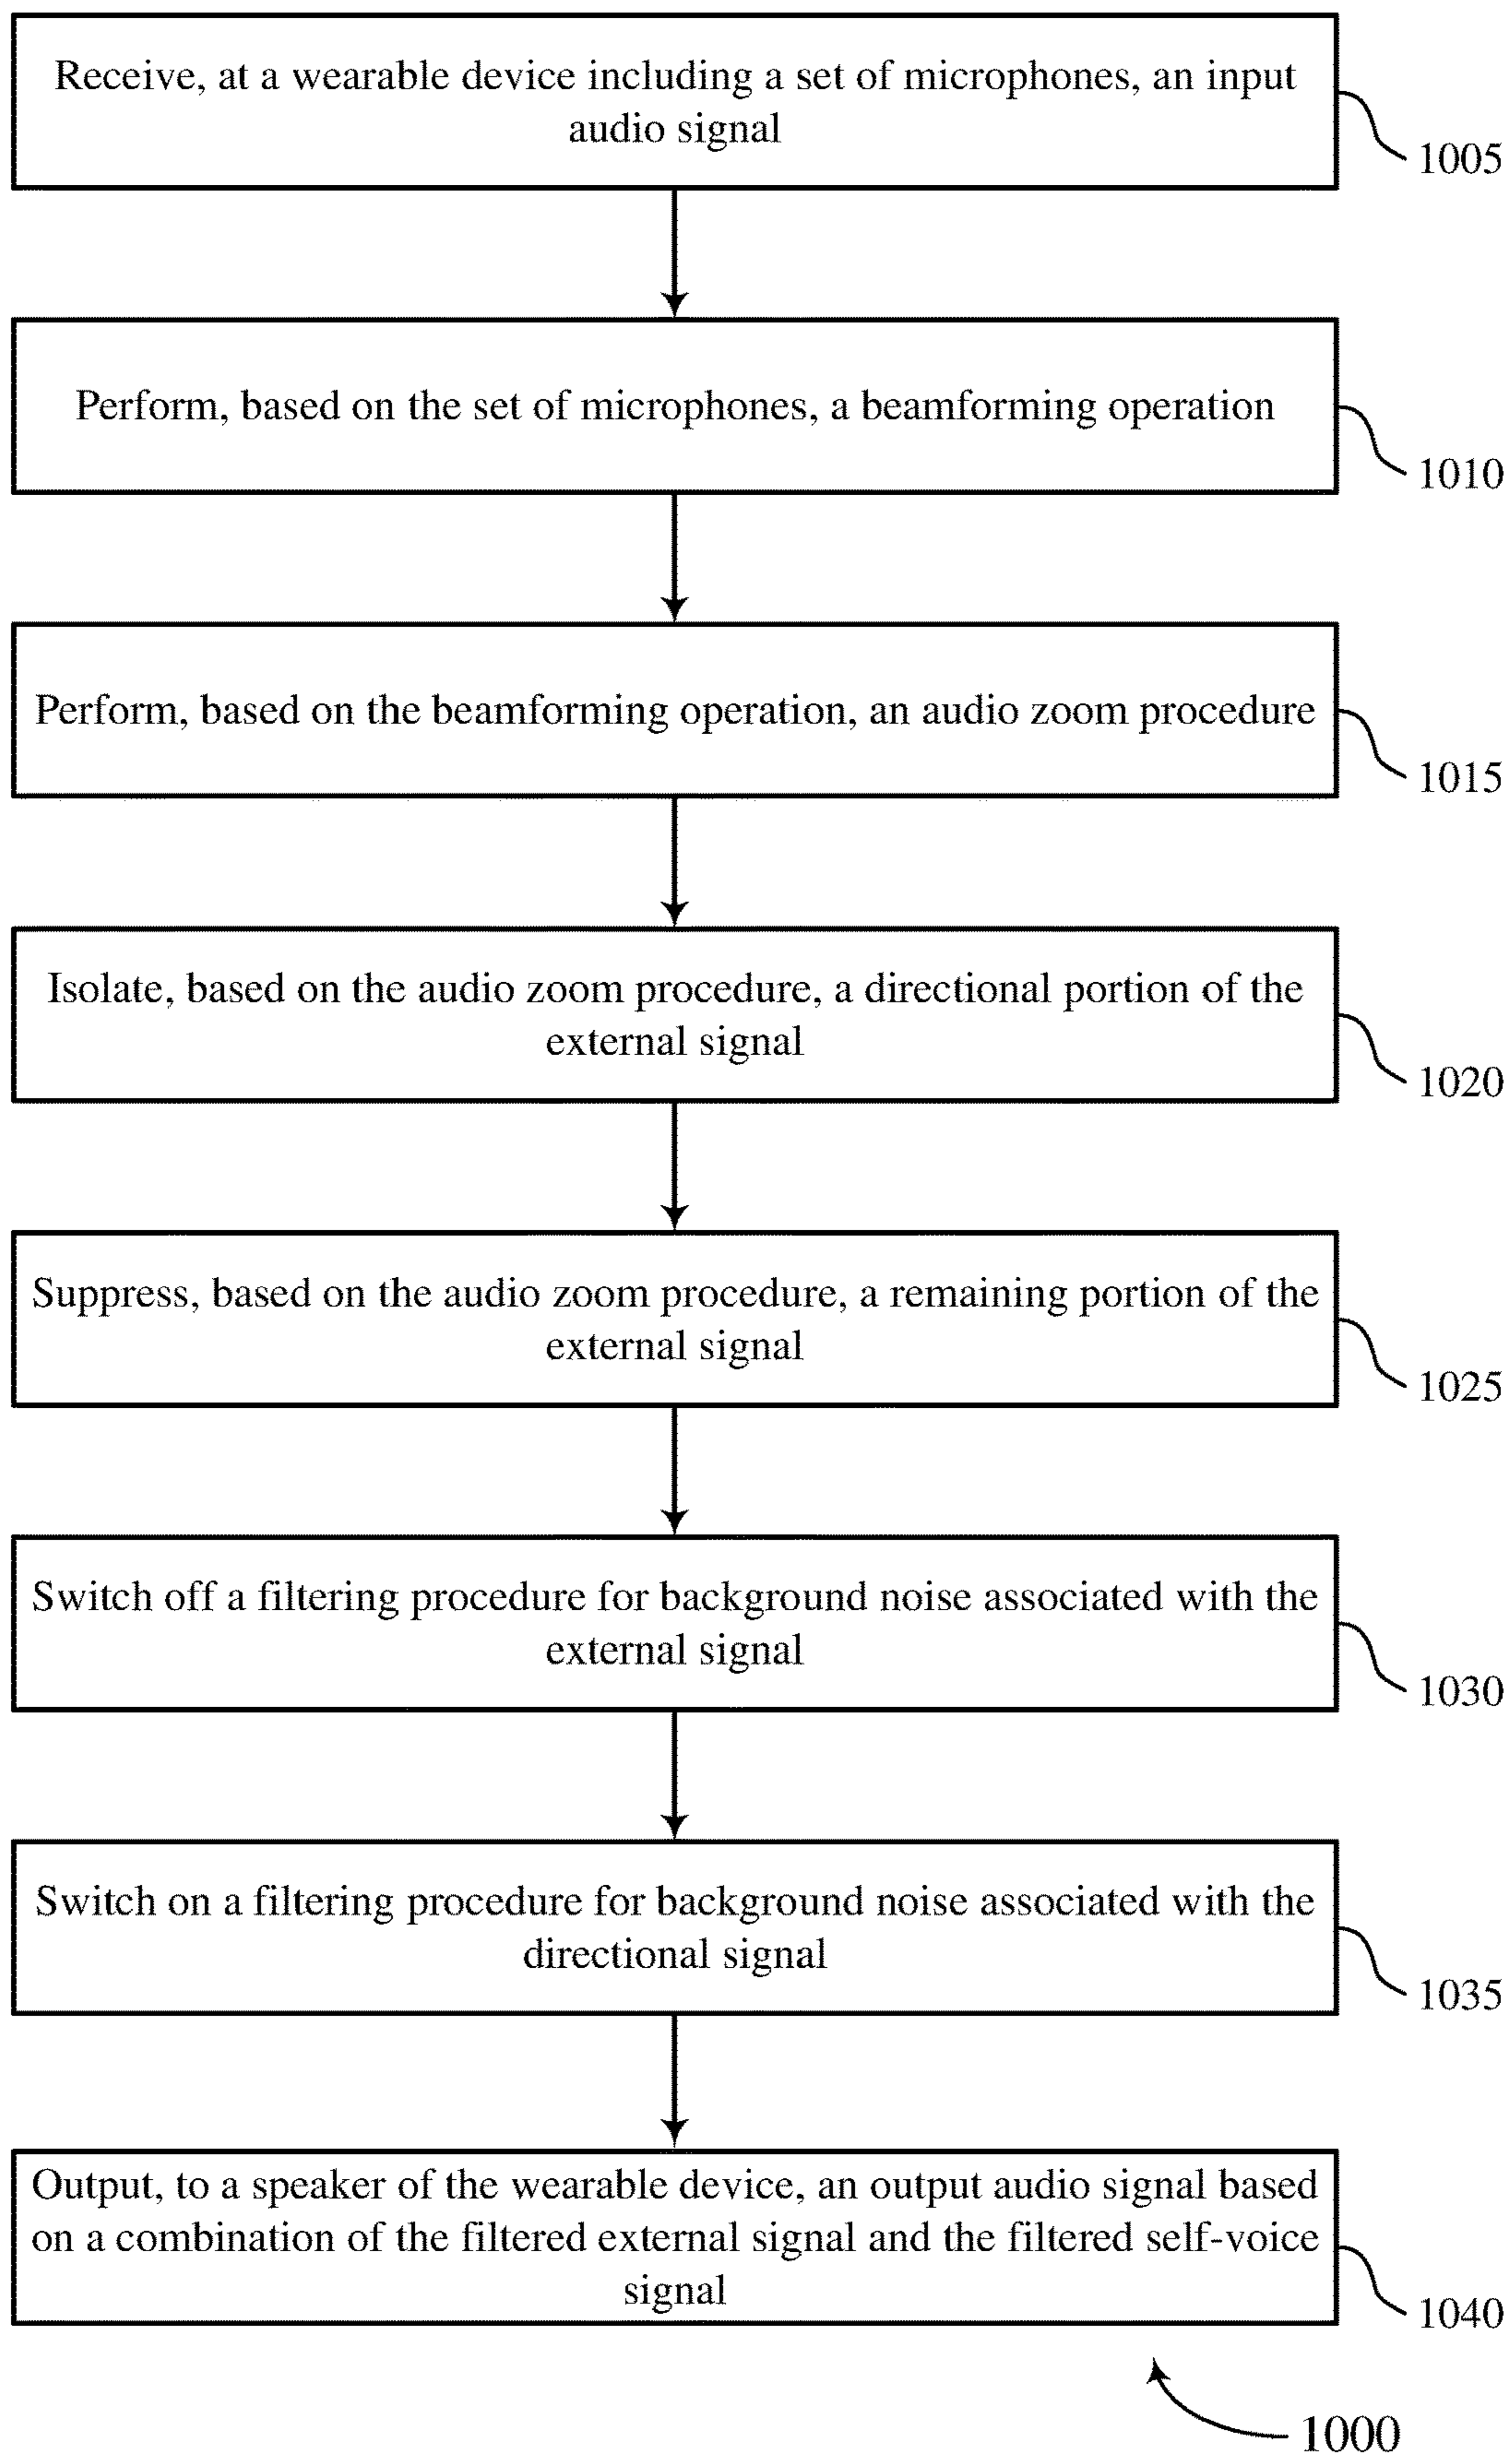 Receive, at a wearable device including a set of microphones, an input
audio signal
1005
Perform, based on the set of microphones, a beamforming operation
1010
Perform, based on the beamforming operation, an audio zoom procedure
1015
Isolate, based on the audio zoom procedure, a directional portion of the
external signal
1020
Suppress, based on the audio zoom procedure, a remaining portion of the
external signal
1025
Switch off a filtering procedure for background noise associated with the
external signal
1030
Switch on a filtering procedure for background noise associated with the
directional signal
1035
Output, to a speaker of the wearable device, an output audio signal based
on a combination of the filtered external signal and the filtered self-voice
signal
1040
1000